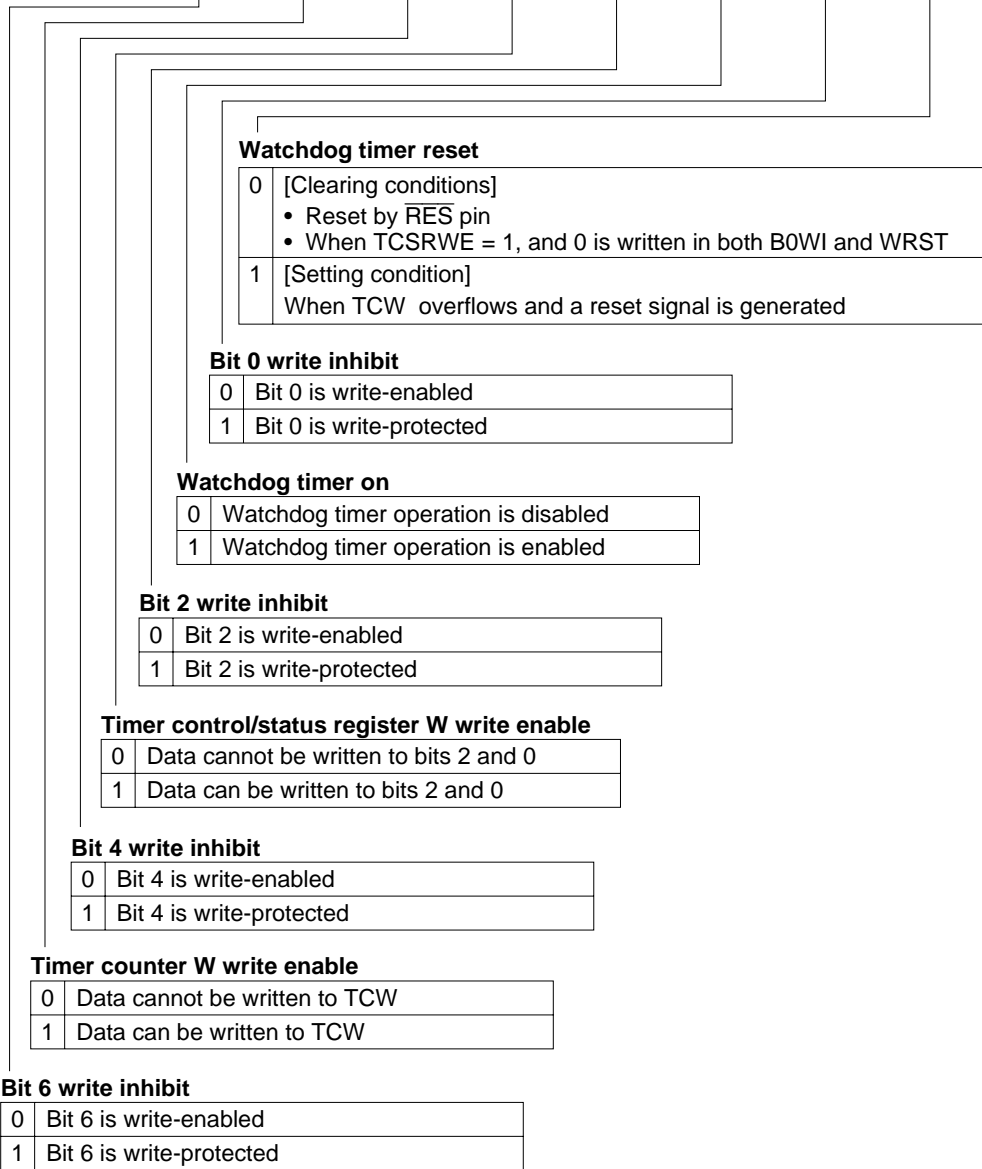 Watchdog timer reset
0 [Clearing conditions]
• Reset by R̅E̅S̅ pin
• When TCSRWE = 1, and 0 is written in both B0WI and WRST
1 [Setting condition]
When TCW overflows and a reset signal is generated
Bit 0 write inhibit
0 Bit 0 is write-enabled
1 Bit 0 is write-protected
Watchdog timer on
0 Watchdog timer operation is disabled
1 Watchdog timer operation is enabled
Bit 2 write inhibit
0 Bit 2 is write-enabled
1 Bit 2 is write-protected
Timer control/status register W write enable
0 Data cannot be written to bits 2 and 0
1 Data can be written to bits 2 and 0
Bit 4 write inhibit
0 Bit 4 is write-enabled
1 Bit 4 is write-protected
Timer counter W write enable
0 Data cannot be written to TCW
1 Data can be written to TCW
Bit 6 write inhibit
0 Bit 6 is write-enabled
1 Bit 6 is write-protected